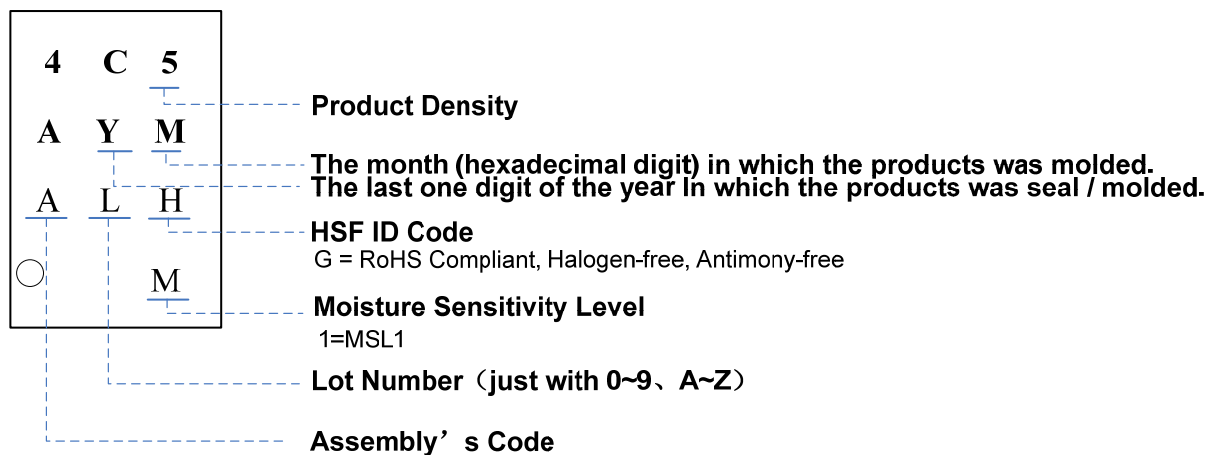 4 C 5
Product Density
A Y M
The month (hexadecimal digit) in which the products was molded.
The last one digit of the year In which the products was seal / molded.
A L H
HSF ID Code
G = RoHS Compliant, Halogen-free, Antimony-free
M
Moisture Sensitivity Level
1=MSL1
Lot Number（just with 0~9、A~Z）
Assembly’s Code